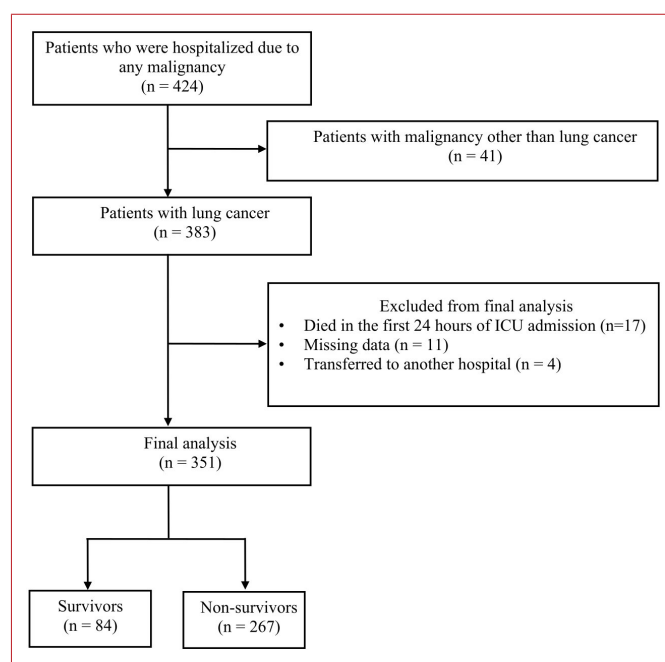 Patients who were hospitalized due to
any malignancy
(n = 424)
Patients with malignancy other than lung cancer
(n = 41)
Patients with lung cancer
(n = 383)
Excluded from final analysis
• Died in the first 24 hours of ICU admission (n=17)
• Missing data (n = 11)
• Transferred to another hospital (n = 4)
Final analysis
(n = 351)
Survivors
(n = 84)
Non-survivors
(n = 267)